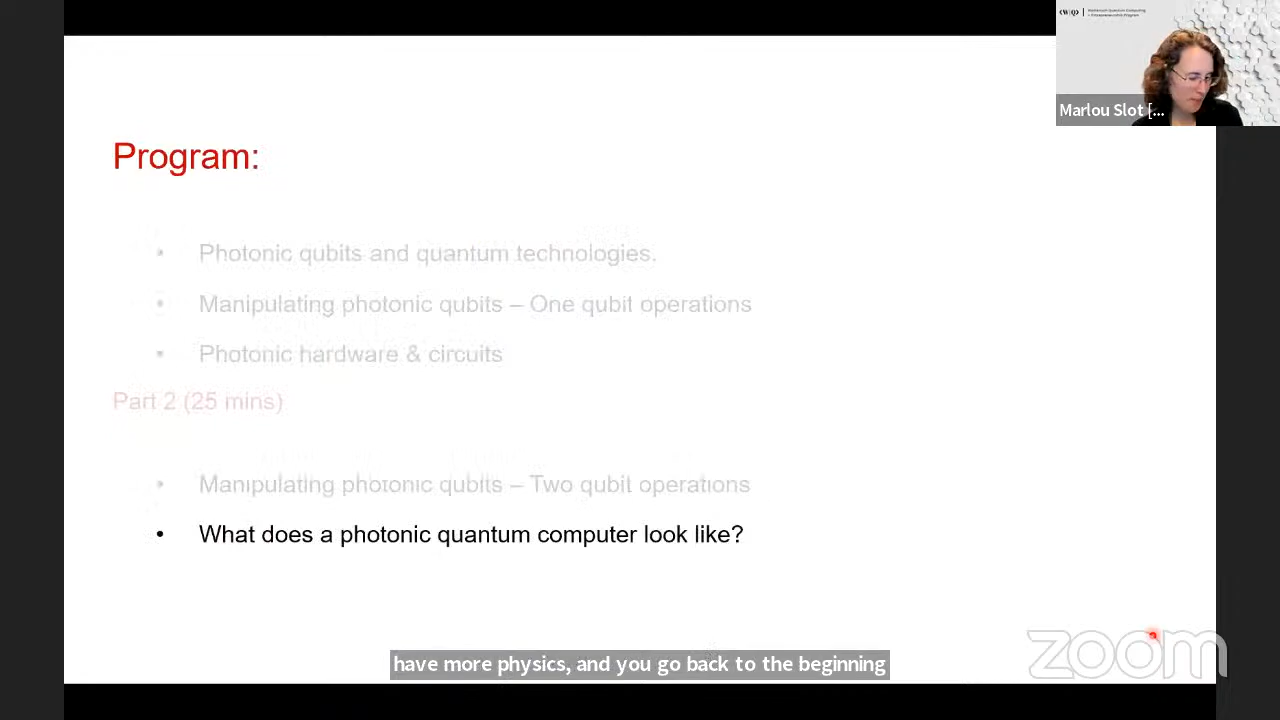 Program:
• Photonic qubits and quantum technologies.
• Manipulating photonic qubits – One qubit operations
• Photonic hardware & circuits
Part 2 (25 mins)
• Manipulating photonic qubits – Two qubit operations
• What does a photonic quantum computer look like?
have more physics, and you go back to the beginning
zoom
Marlou Slot [...